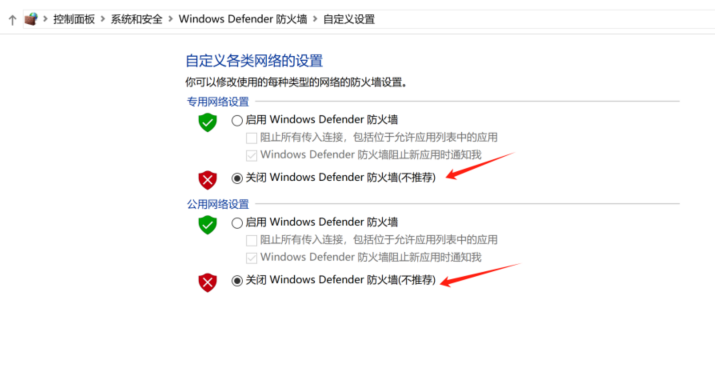 控制面板 > 系统和安全 > Windows Defender 防火墙 > 自定义设置
自定义各类网络的设置
你可以修改使用的每种类型的网络的防火墙设置。
专用网络设置
启用 Windows Defender 防火墙
阻止所有传入连接，包括位于允许应用列表中的应用
Windows Defender 防火墙阻止新应用时通知我
关闭 Windows Defender 防火墙(不推荐)
公用网络设置
启用 Windows Defender 防火墙
阻止所有传入连接，包括位于允许应用列表中的应用
Windows Defender 防火墙阻止新应用时通知我
关闭 Windows Defender 防火墙(不推荐)